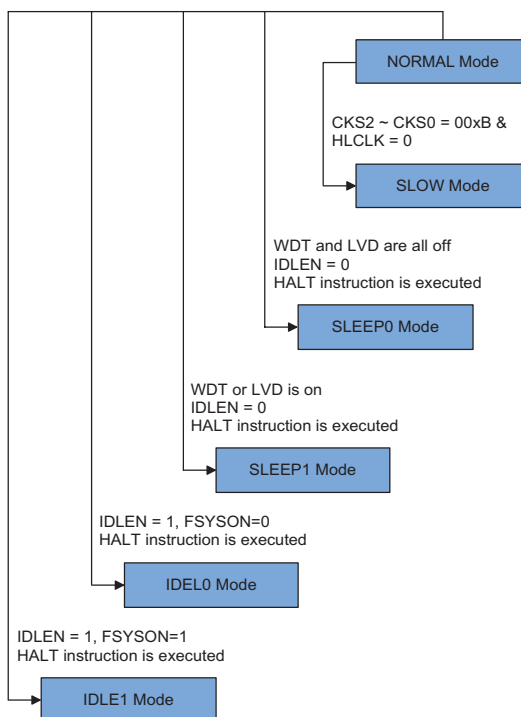 NORMAL Mode
CKS2 ~ CKS0 = 00xB &
HLCLK = 0
SLOW Mode
WDT and LVD are all off
IDLEN = 0
HALT instruction is executed
SLEEP0 Mode
WDT or LVD is on
IDLEN = 0
HALT instruction is executed
SLEEP1 Mode
IDLEN = 1, FSYSON=0
HALT instruction is executed
IDEL0 Mode
IDLEN = 1, FSYSON=1
HALT instruction is executed
IDLE1 Mode